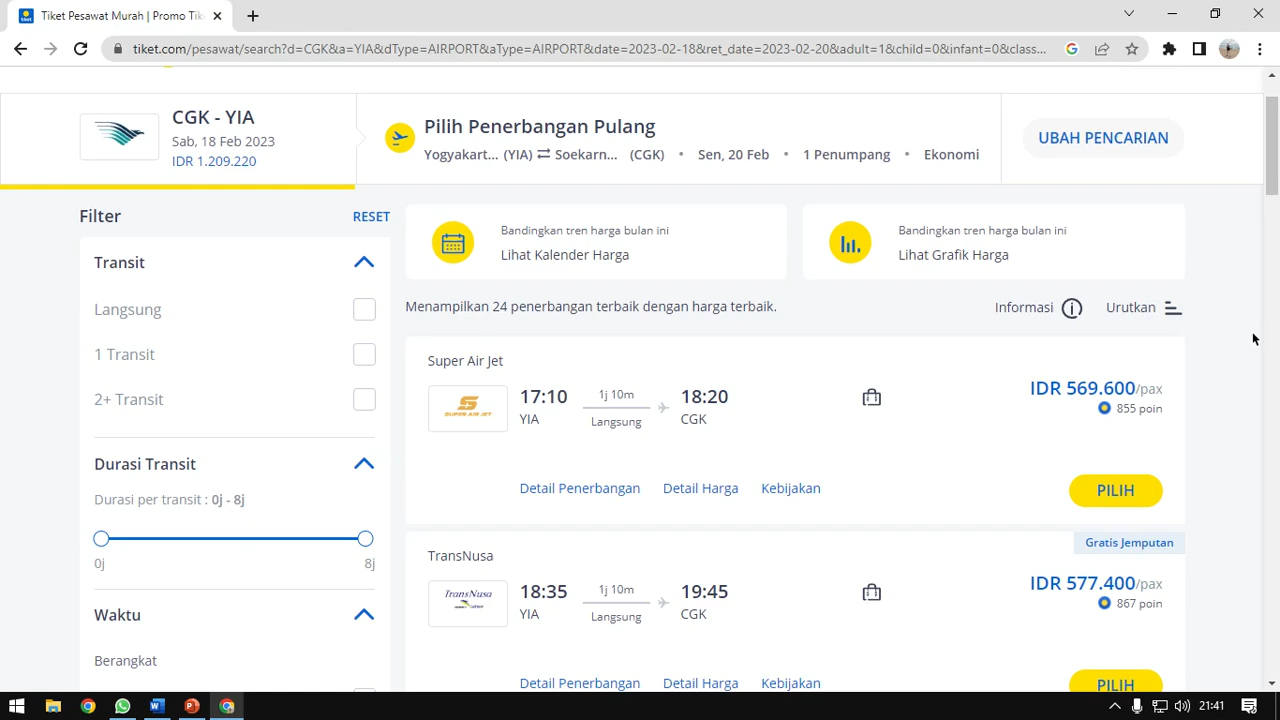 Tiket Pesawat Murah | Promo Tik
tiket.com/pesawat/search?d=CGK&a=YIA&dType=AIRPORT&aType=AIRPORT&date=2023-02-18&ret_date=2023-02-20&adult=1&child=0&infant=0&class...
CGK - YIA
Sab, 18 Feb 2023
IDR 1.209.220
Pilih Penerbangan Pulang
Yogyakart... (YIA) ⇄ Soekarn... (CGK) • Sen, 20 Feb • 1 Penumpang • Ekonomi
UBAH PENCARIAN
Filter
RESET
Transit
Langsung
1 Transit
2+ Transit
Durasi Transit
Durasi per transit : 0j - 8j
0j
8j
Waktu
Berangkat
Bandingkan tren harga bulan ini
Lihat Kalender Harga
Bandingkan tren harga bulan ini
Lihat Grafik Harga
Menampilkan 24 penerbangan terbaik dengan harga terbaik.
Informasi
Urutkan
Super Air Jet
SUPER AIR JET
17:10
YIA
1j 10m
Langsung
18:20
CGK
IDR 569.600/pax
855 poin
Detail Penerbangan
Detail Harga
Kebijakan
PILIH
Gratis Jemputan
TransNusa
TransNusa
18:35
YIA
1j 10m
Langsung
19:45
CGK
IDR 577.400/pax
867 poin
Detail Penerbangan
Detail Harga
Kebijakan
PILIH
21:41